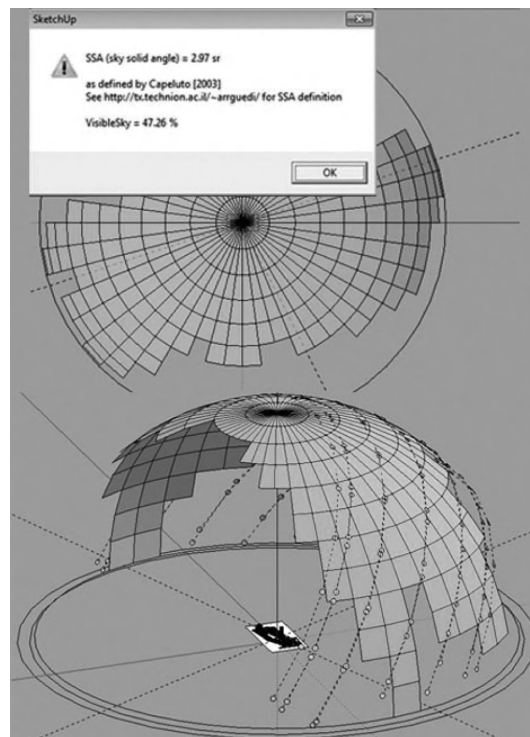 SketchUp
SSA (sky solid angle) = 2.97 sr
as defined by Capeluto [2003]
See http://tx.technion.ac.il/~arrguedi/ for SSA definition
VisibleSky = 47.26 %
OK